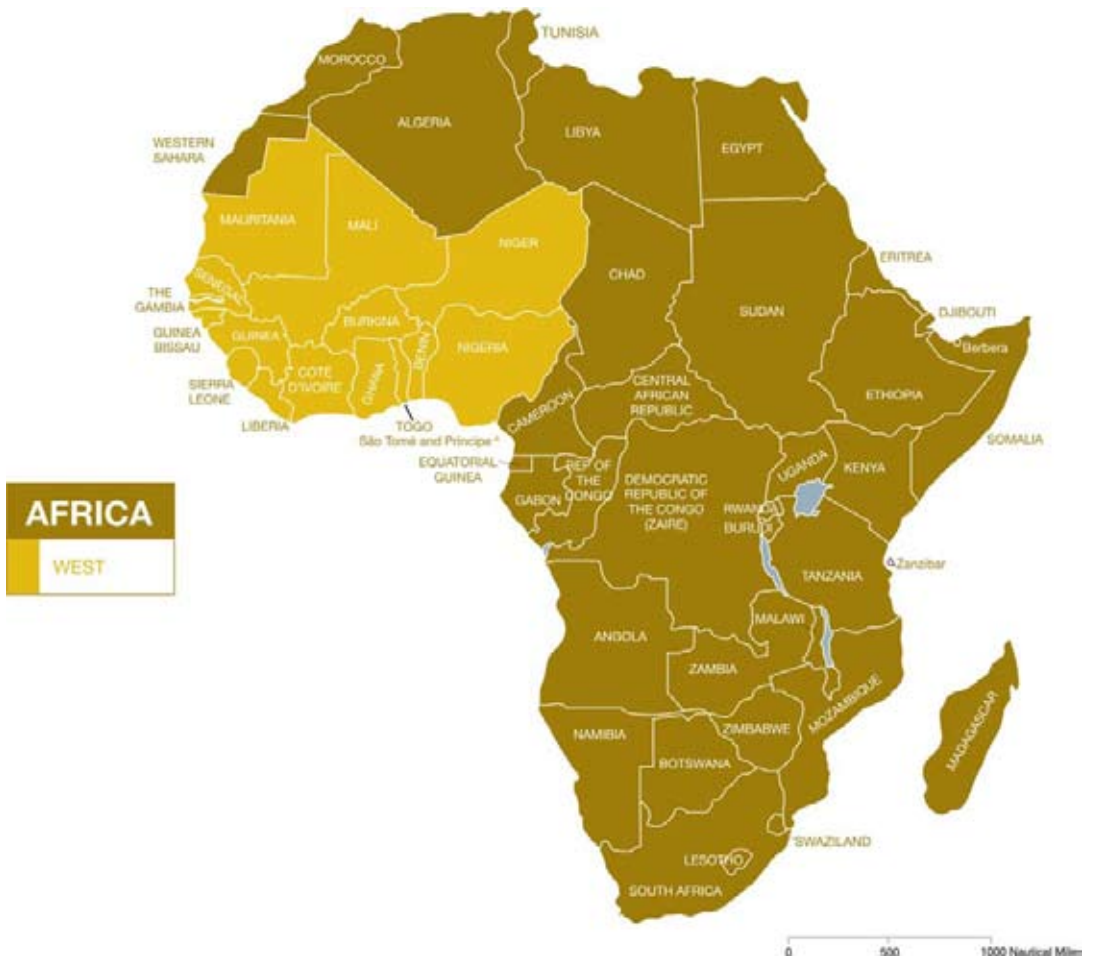 TUNISIA
MOROCCO
ALGERIA
LIBYA
EGYPT
WESTERN
SAHARA
MAURITANIA
MALI
NIGER
CHAD
SUDAN
ERITREA
SENEGAL
THE
GAMBIA
GUINEA
BISSAU
GUINEA
BURKINA
BENIN
NIGERIA
DJIBOUTI
Berbera
SIERRA
LEONE
COTE
D'IVOIRE
GHANA
CENTRAL
AFRICAN
REPUBLIC
ETHIOPIA
LIBERIA
TOGO
São Tomé and Principe
CAMEROON
SOMALIA
EQUATORIAL
GUINEA
GABON
REP OF
THE
CONGO
DEMOCRATIC
REPUBLIC OF
THE CONGO
(ZAIRE)
UGANDA
KENYA
RWANDA
BURUDI
TANZANIA
Zanzibar
AFRICA
WEST
ANGOLA
MALAWI
ZAMBIA
MOZAMBIQUE
MADAGASCAR
NAMIBIA
ZIMBABWE
BOTSWANA
SWAZILAND
LESOTHO
SOUTH AFRICA
0 500 1000 Nautical Miles